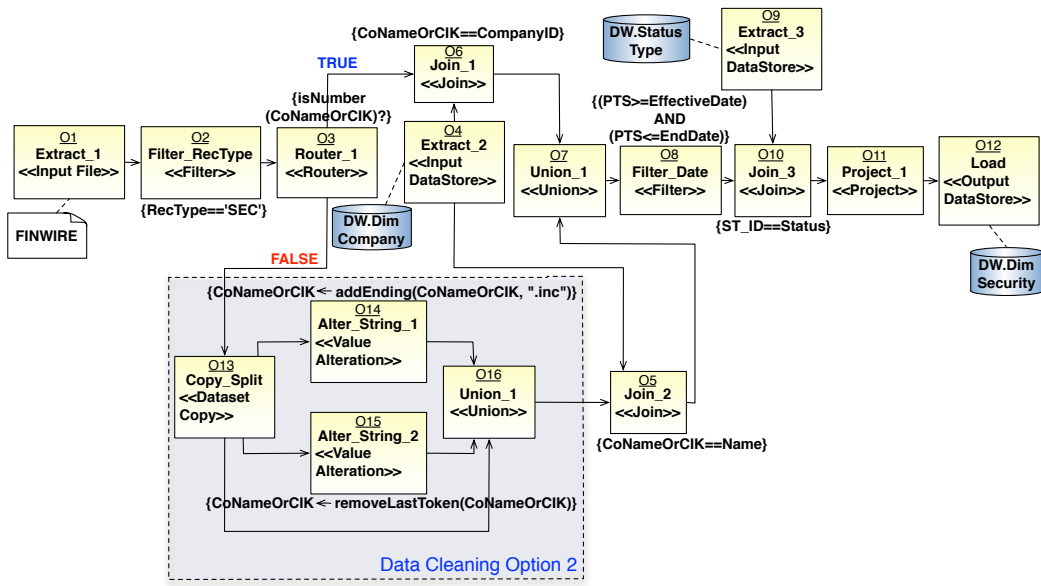 O9
Extract_3
<<Input
DataStore>>
DW.Status
Type
{CoNameOrCIK==CompanyID}
O6
Join_1
<<Join>>
TRUE
{isNumber
(CoNameOrCIK)?}
{(PTS>=EffectiveDate)
AND
(PTS<=EndDate)}
O1
Extract_1
<<Input File>>
O2
Filter_RecType
<<Filter>>
O3
Router_1
<<Router>>
O4
Extract_2
<<Input
DataStore>>
O7
Union_1
<<Union>>
O8
Filter_Date
<<Filter>>
O10
Join_3
<<Join>>
O11
Project_1
<<Project>>
O12
Load
<<Output
DataStore>>
{RecType=='SEC'}
FINWIRE
DW.Dim
Company
{ST_ID==Status}
DW.Dim
Security
FALSE
{CoNameOrCIK ← addEnding(CoNameOrCIK, ".inc")}
O14
Alter_String_1
<<Value
Alteration>>
O13
Copy_Split
<<Dataset
Copy>>
O16
Union_1
<<Union>>
O5
Join_2
<<Join>>
O15
Alter_String_2
<<Value
Alteration>>
{CoNameOrCIK==Name}
{CoNameOrCIK ← removeLastToken(CoNameOrCIK)}
Data Cleaning Option 2